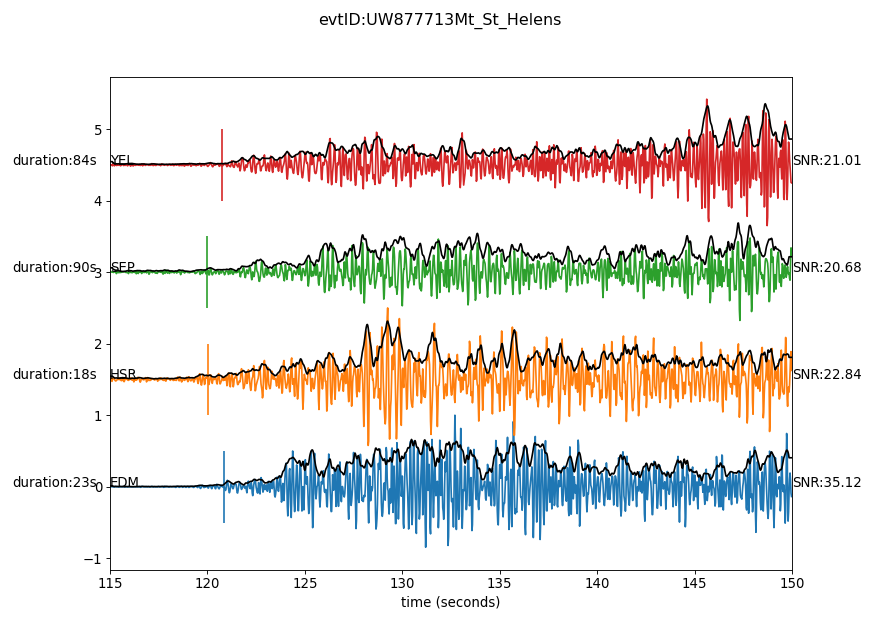 evtID:UW877713Mt_St_Helens
5
duration:84s YEL SNR:21.01
4
duration:90s SEP SNR:20.68
3
2
duration:18s HSR SNR:22.84
1
duration:23s EDM SNR:35.12
0
−1
115 120 125 130 135 140 145 150
time (seconds)